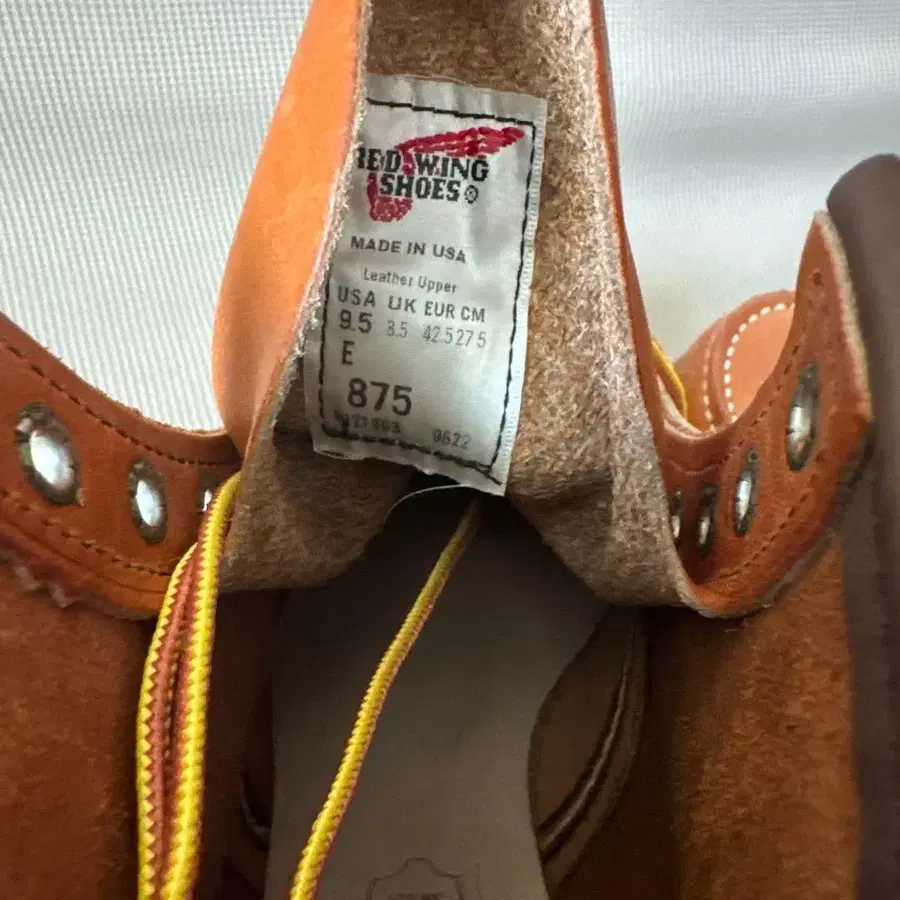 RED WING
SHOES ®
MADE IN USA
Leather Upper
USA UK EUR CM
9.5 8.5 42.5 27.5
E
875
0622